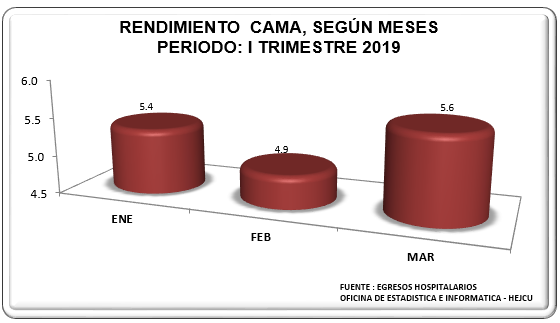 RENDIMIENTO  CAMA, SEGÚN MESES
PERIODO: I TRIMESTRE 2019
6.0
5.5
5.0
4.5
5.4
4.9
5.6
ENE
FEB
MAR
FUENTE : EGRESOS HOSPITALARIOS
OFICINA DE ESTADISTICA E INFORMATICA - HEJCU